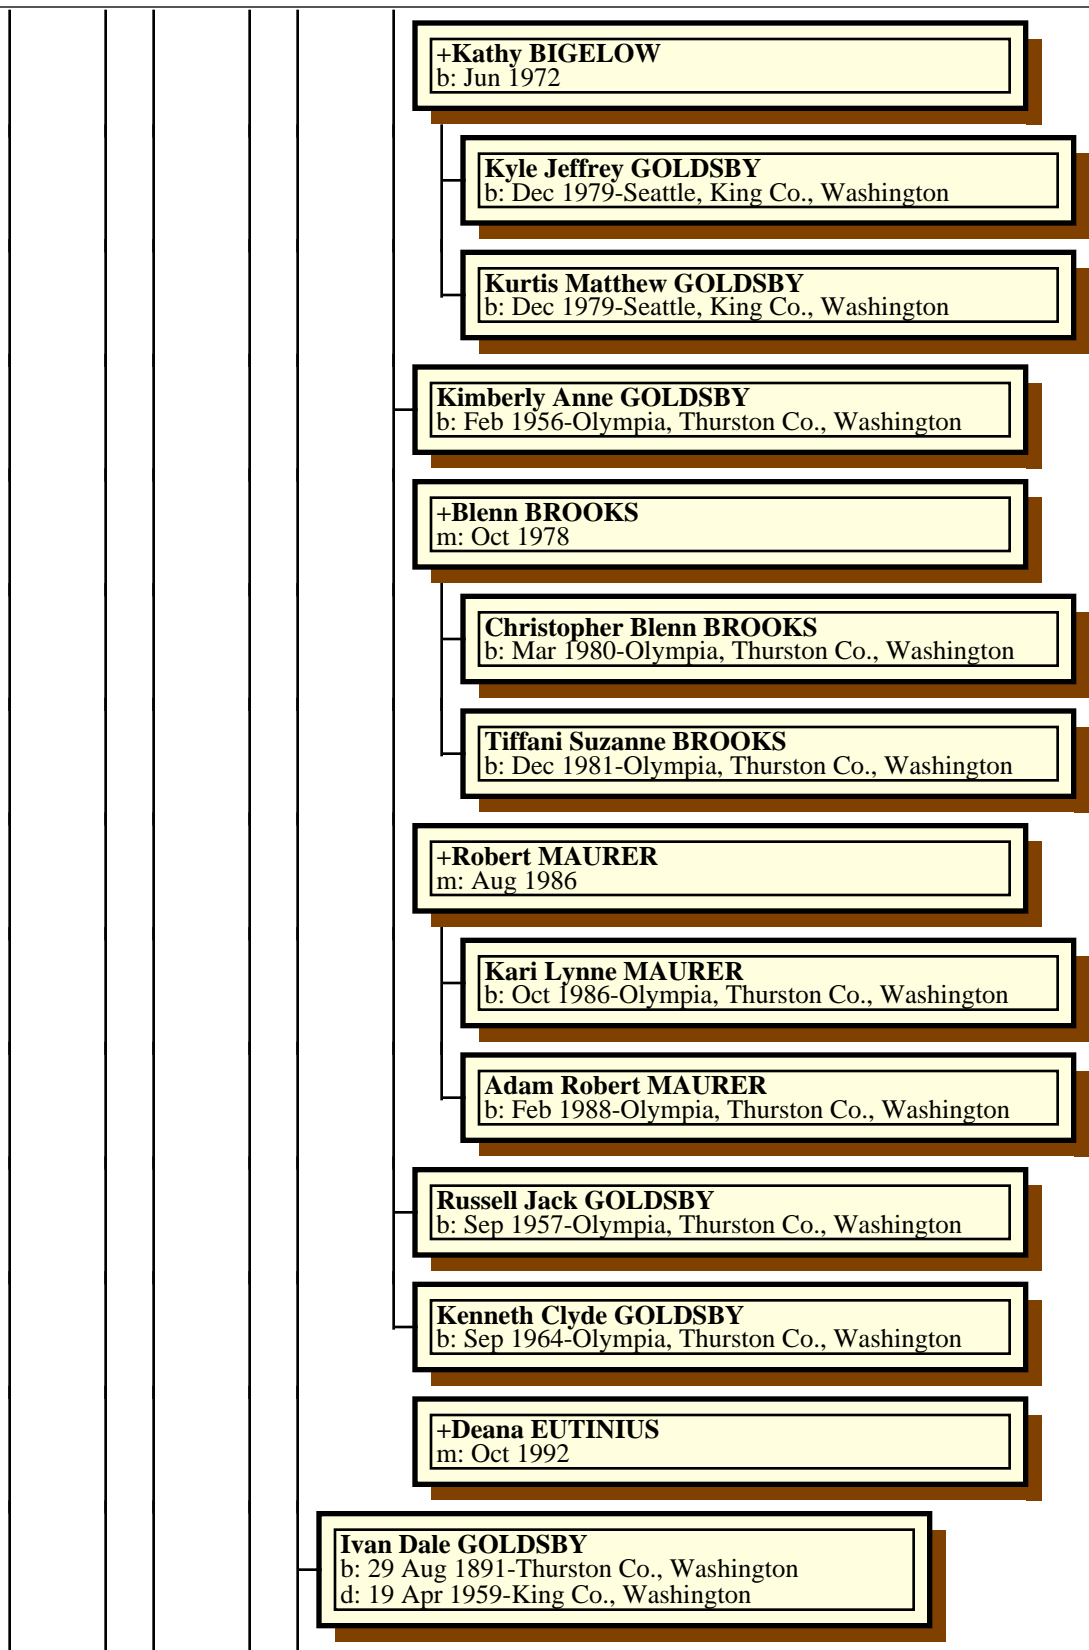 +Kathy BIGELOW
b: Jun 1972
Kyle Jeffrey GOLDSBY
b: Dec 1979-Seattle, King Co., Washington
Kurtis Matthew GOLDSBY
b: Dec 1979-Seattle, King Co., Washington
Kimberly Anne GOLDSBY
b: Feb 1956-Olympia, Thurston Co., Washington
+Blenn BROOKS
m: Oct 1978
Christopher Blenn BROOKS
b: Mar 1980-Olympia, Thurston Co., Washington
Tiffani Suzanne BROOKS
b: Dec 1981-Olympia, Thurston Co., Washington
+Robert MAURER
m: Aug 1986
Kari Lynne MAURER
b: Oct 1986-Olympia, Thurston Co., Washington
Adam Robert MAURER
b: Feb 1988-Olympia, Thurston Co., Washington
Russell Jack GOLDSBY
b: Sep 1957-Olympia, Thurston Co., Washington
Kenneth Clyde GOLDSBY
b: Sep 1964-Olympia, Thurston Co., Washington
+Deana EUTINIUS
m: Oct 1992
Ivan Dale GOLDSBY
b: 29 Aug 1891-Thurston Co., Washington
d: 19 Apr 1959-King Co., Washington